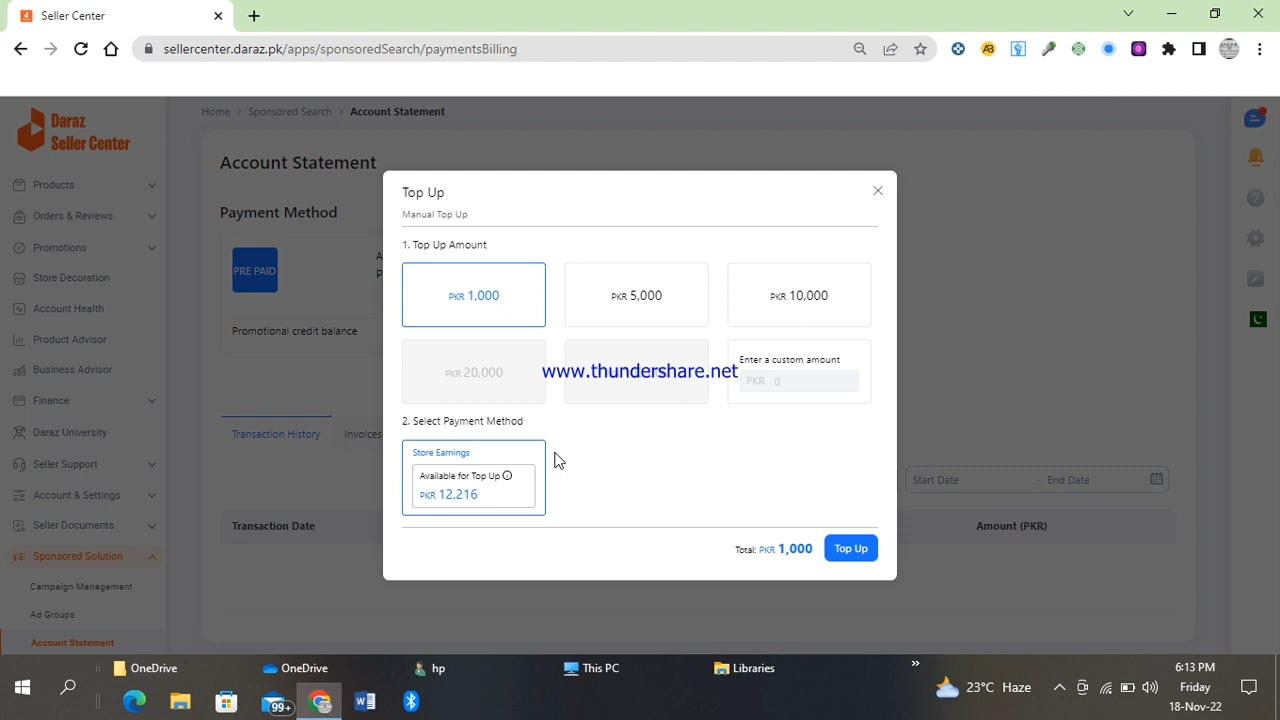 Seller Center
sellercenter.daraz.pk/apps/sponsoredSearch/paymentsBilling
Daraz
Seller Center
Products
Orders & Reviews
Promotions
Store Decoration
Account Health
Product Advisor
Business Advisor
Finance
Daraz University
Seller Support
Account & Settings
Seller Documents
Sponsored Solution
Campaign Management
Ad Groups
Account Statement
Home > Sponsored Search > Account Statement
Account Statement
Payment Method
PRE PAID
A
P
Promotional credit balance
Transaction History
Invoices
Start Date - End Date
Transaction Date
Amount (PKR)
Top Up
Manual Top Up
1. Top Up Amount
PKR 1,000
PKR 5,000
PKR 10,000
PKR 20,000
www.thundershare.net
Enter a custom amount
PKR 0
2. Select Payment Method
Store Earnings
Available for Top Up
PKR 12,216
Total: PKR 1,000
Top Up
OneDrive
OneDrive
hp
This PC
Libraries
99+
23°C Haze
6:13 PM
Friday
18-Nov-22